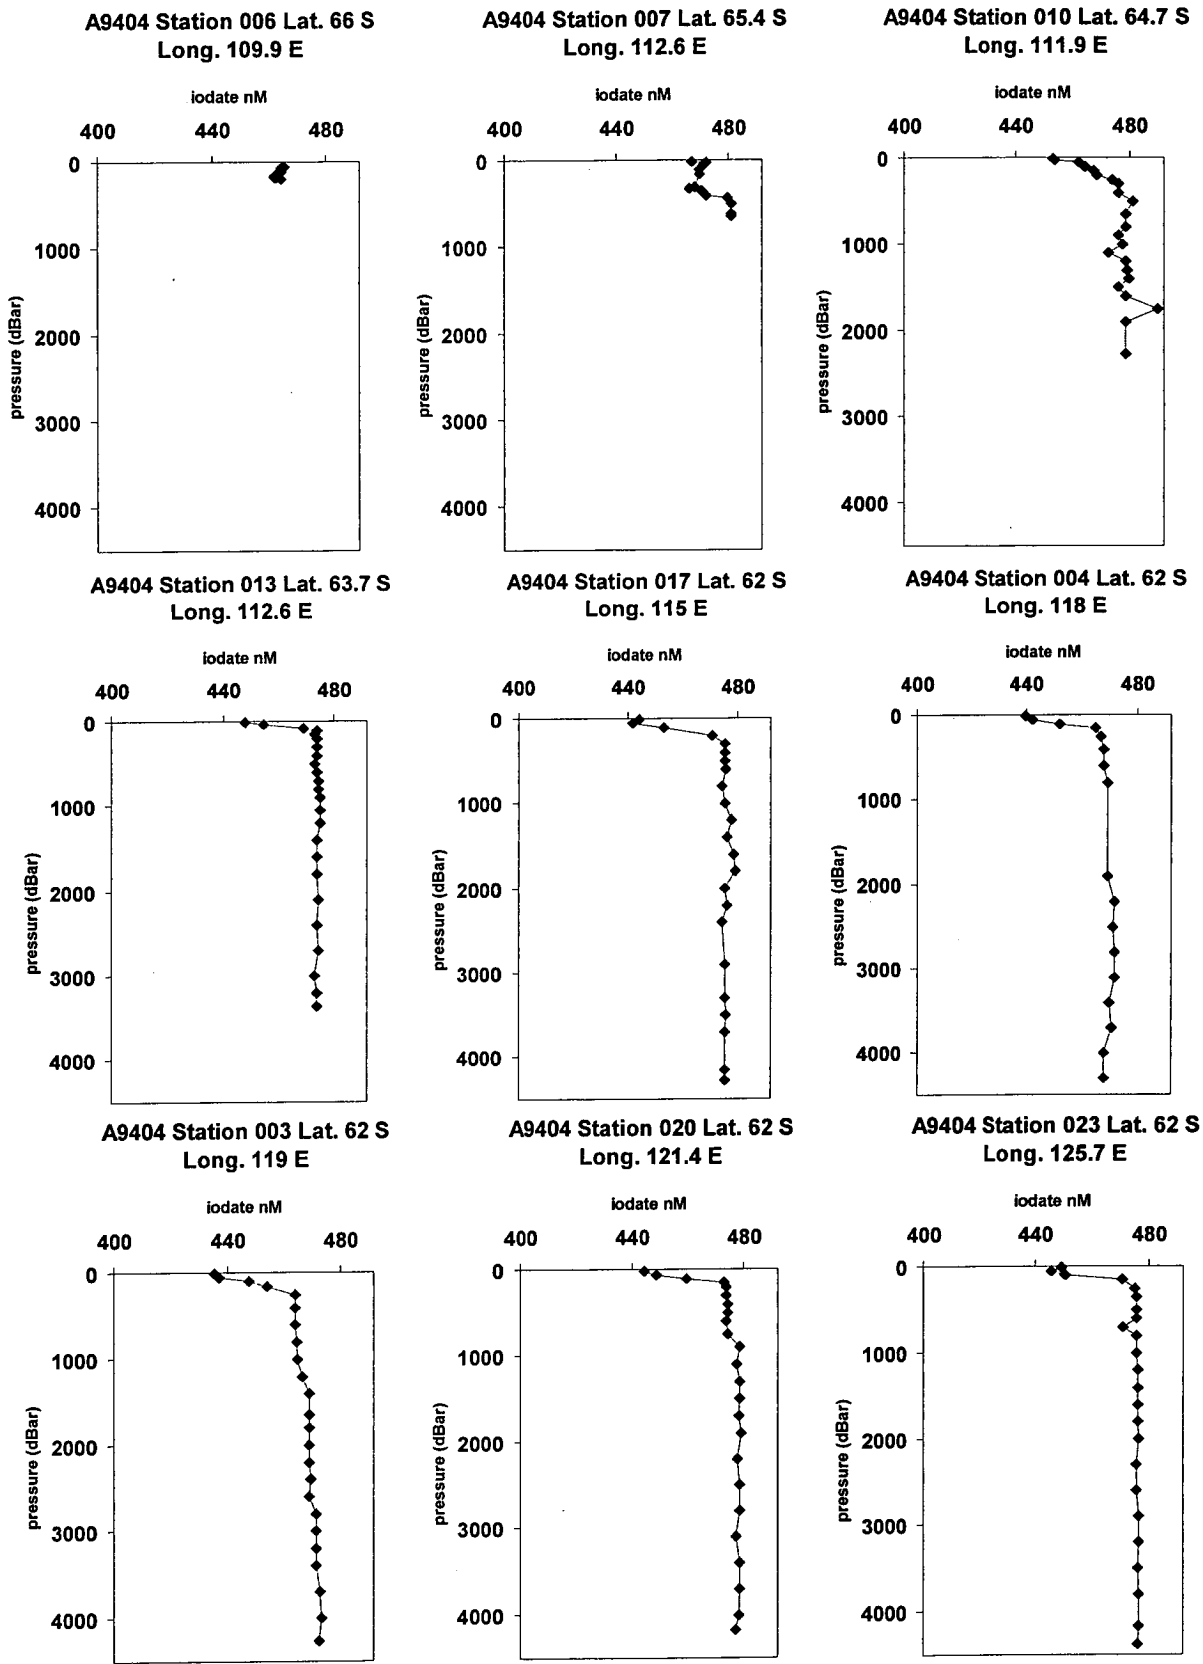 A9404 Station 006 Lat. 66 S
Long. 109.9 E
iodate nM
400 440 480
0
1000
2000
3000
4000
pressure (dBar)
A9404 Station 007 Lat. 65.4 S
Long. 112.6 E
iodate nM
400 440 480
0
1000
2000
3000
4000
pressure (dBar)
A9404 Station 010 Lat. 64.7 S
Long. 111.9 E
iodate nM
400 440 480
0
1000
2000
3000
4000
pressure (dBar)
A9404 Station 013 Lat. 63.7 S
Long. 112.6 E
iodate nM
400 440 480
0
1000
2000
3000
4000
pressure (dBar)
A9404 Station 017 Lat. 62 S
Long. 115 E
iodate nM
400 440 480
0
1000
2000
3000
4000
pressure (dBar)
A9404 Station 004 Lat. 62 S
Long. 118 E
iodate nM
400 440 480
0
1000
2000
3000
4000
pressure (dBar)
A9404 Station 003 Lat. 62 S
Long. 119 E
iodate nM
400 440 480
0
1000
2000
3000
4000
pressure (dBar)
A9404 Station 020 Lat. 62 S
Long. 121.4 E
iodate nM
400 440 480
0
1000
2000
3000
4000
pressure (dBar)
A9404 Station 023 Lat. 62 S
Long. 125.7 E
iodate nM
400 440 480
0
1000
2000
3000
4000
pressure (dBar)